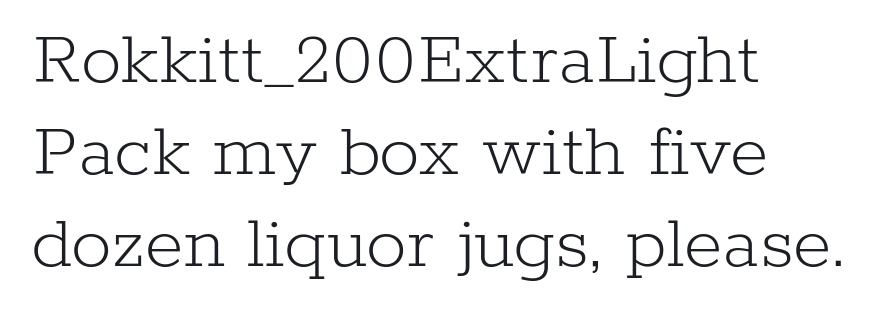 Rokkitt_200ExtraLight
Pack my box with five
dozen liquor jugs, please.